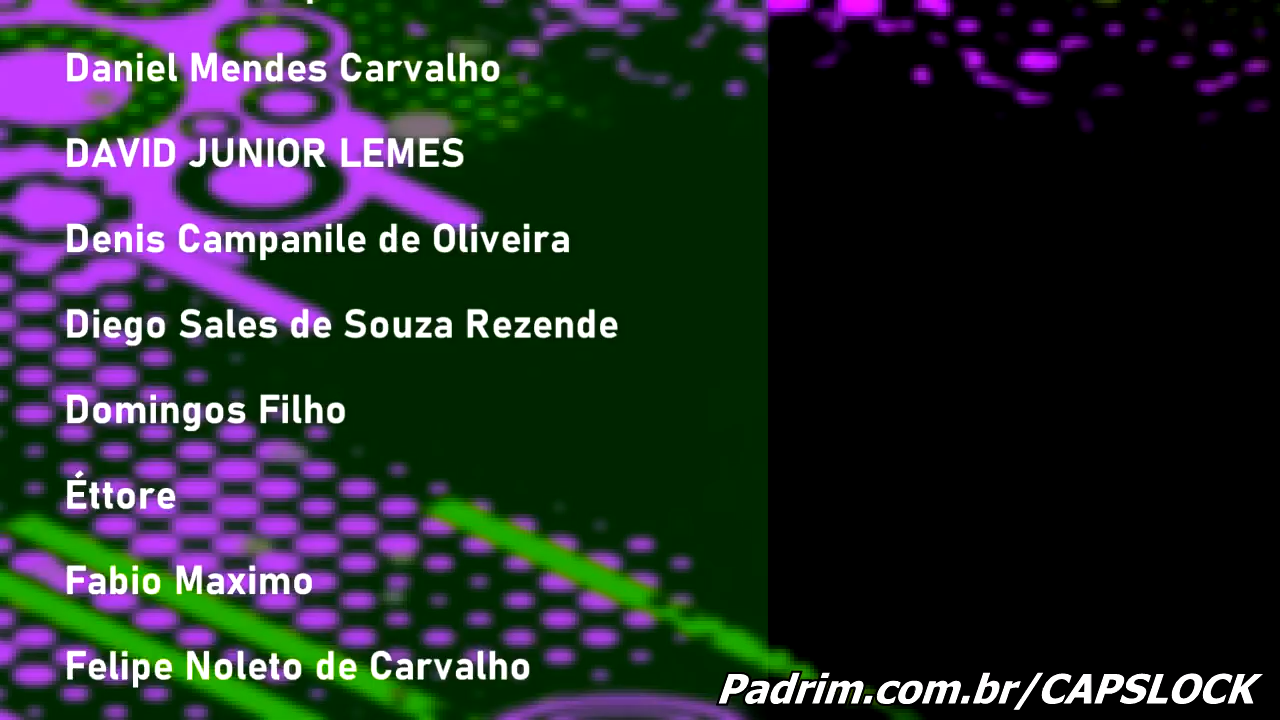 Daniel Mendes Carvalho
DAVID JUNIOR LEMES
Denis Campanile de Oliveira
Diego Sales de Souza Rezende
Domingos Filho
Éttore
Fabio Maximo
Felipe Noleto de Carvalho
Padrim.com.br/CAPSLOCK